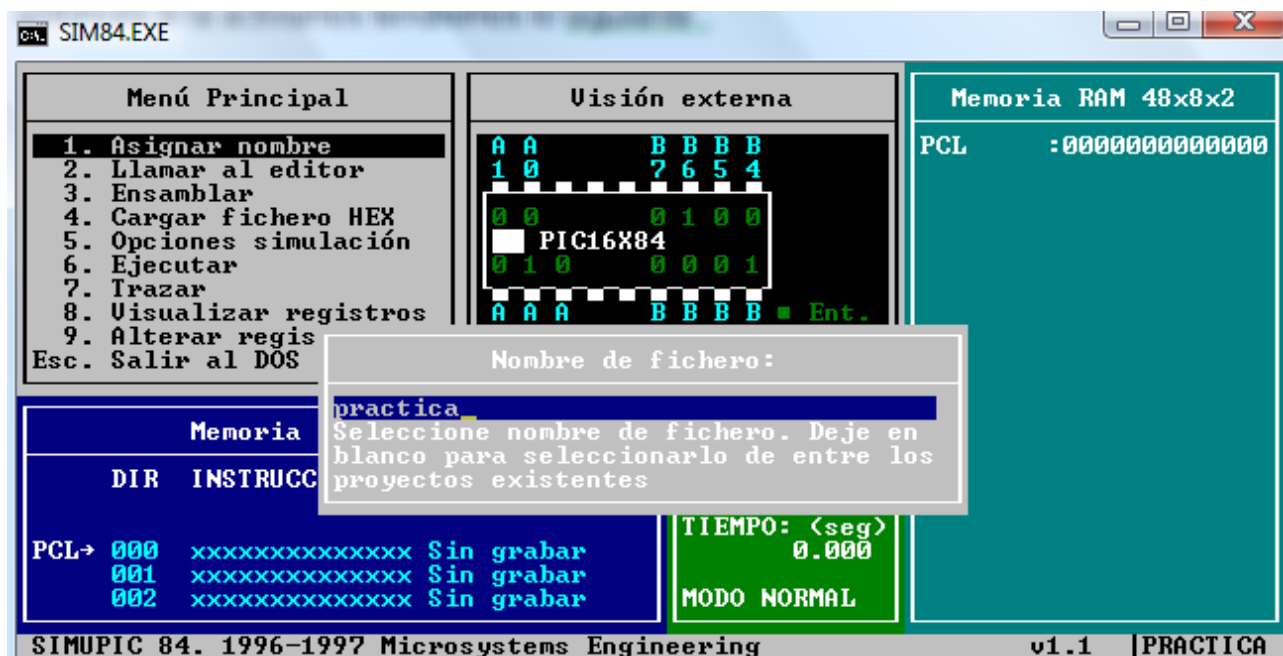 SIM84.EXE
Menú Principal
1. Asignar nombre
2. Llamar al editor
3. Ensamblar
4. Cargar fichero HEX
5. Opciones simulación
6. Ejecutar
7. Trazar
8. Visualizar registros
9. Alterar regis
Esc. Salir al DOS
Visión externa
A A B B B B
1 0 7 6 5 4
0 0 0 1 0 0
PIC16X84
0 1 0 0 0 0 1
A A A B B B B ■ Ent.
Memoria RAM 48x8x2
PCL :0000000000000
Nombre de fichero:
practica_
Seleccione nombre de fichero. Deje en
blanco para seleccionarlo de entre los
proyectos existentes
Memoria
DIR INSTRUCC
PCL→ 000 xxxxxxxxxxxxxx Sin grabar
001 xxxxxxxxxxxxxx Sin grabar
002 xxxxxxxxxxxxxx Sin grabar
TIEMPO: (seg)
0.000
MODO NORMAL
SIMUPIC 84. 1996-1997 Microsystems Engineering v1.1 |PRACTICA